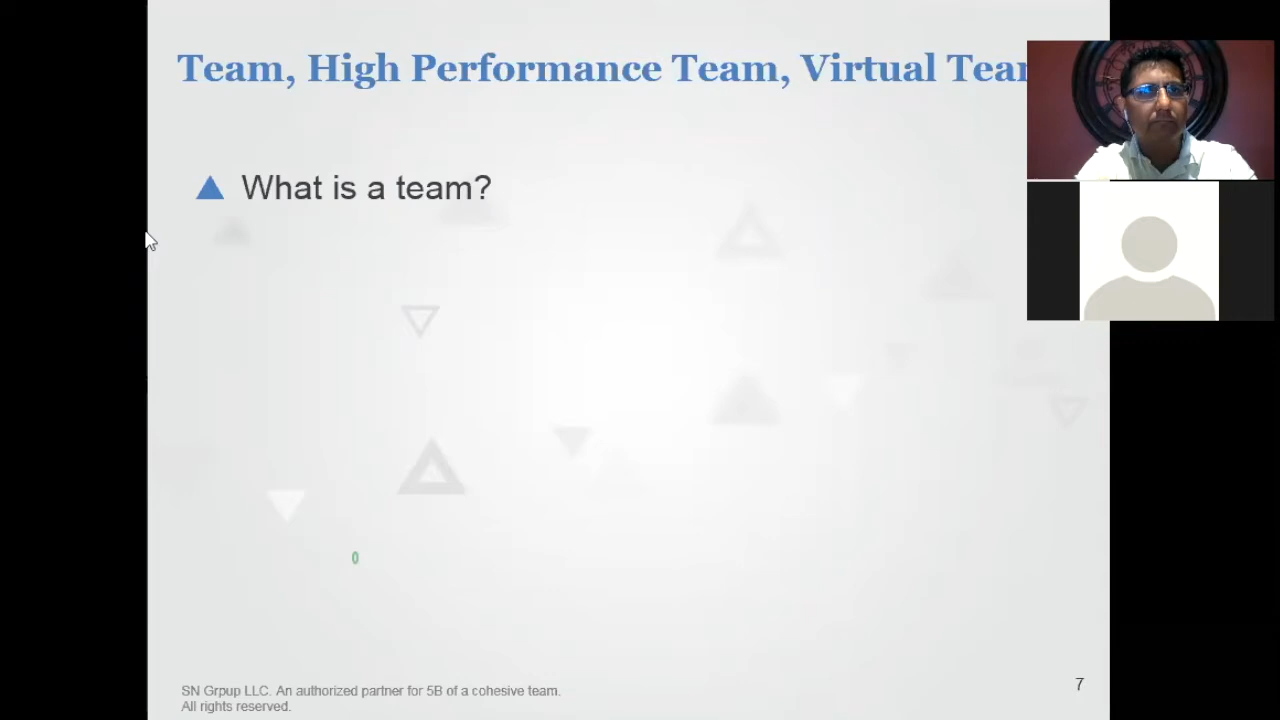 Team, High Performance Team, Virtual Tea
What is a team?
0
SN Grpup LLC. An authorized partner for 5B of a cohesive team.
All rights reserved.
7